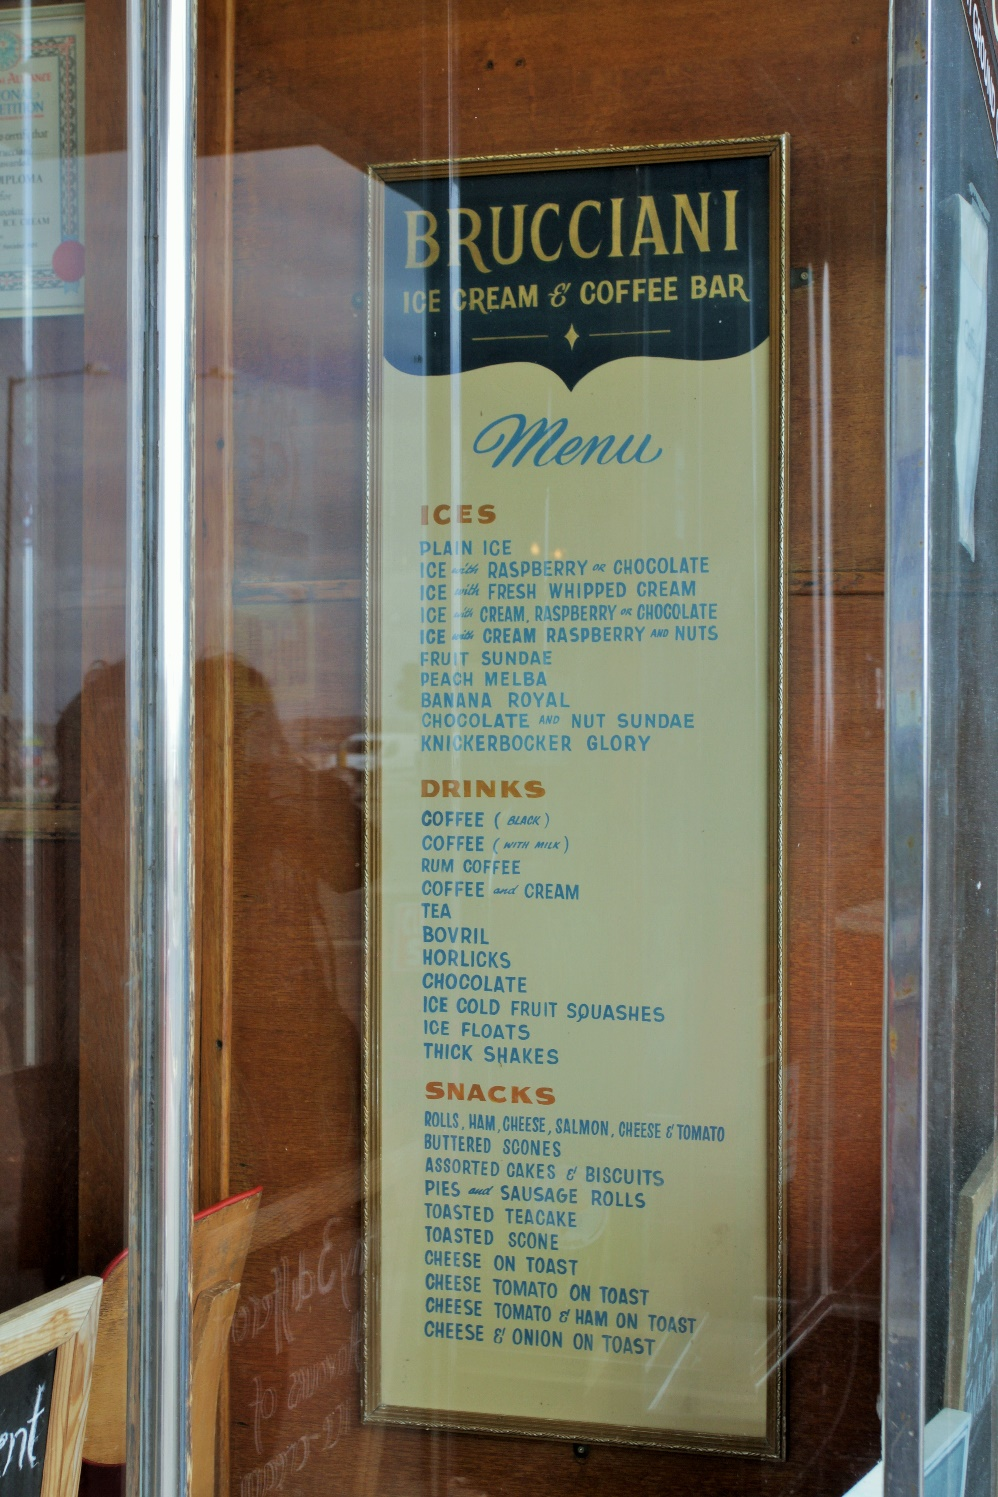 BRUCCIANI
ICE CREAM & COFFEE BAR
Menu
ICES
PLAIN ICE
ICE with RASPBERRY OR CHOCOLATE
ICE with FRESH WHIPPED CREAM
ICE with CREAM, RASPBERRY OR CHOCOLATE
ICE with CREAM RASPBERRY AND NUTS
FRUIT SUNDAE
PEACH MELBA
BANANA ROYAL
CHOCOLATE AND NUT SUNDAE
KNICKERBOCKER GLORY
DRINKS
COFFEE (BLACK)
COFFEE (WITH MILK)
RUM COFFEE
COFFEE and CREAM
TEA
BOVRIL
HORLICKS
CHOCOLATE
ICE COLD FRUIT SQUASHES
ICE FLOATS
THICK SHAKES
SNACKS
ROLLS, HAM, CHEESE, SALMON, CHEESE & TOMATO
BUTTERED SCONES
ASSORTED CAKES & BISCUITS
PIES and SAUSAGE ROLLS
TOASTED TEACAKE
TOASTED SCONE
CHEESE ON TOAST
CHEESE TOMATO ON TOAST
CHEESE TOMATO & HAM ON TOAST
CHEESE & ONION ON TOAST